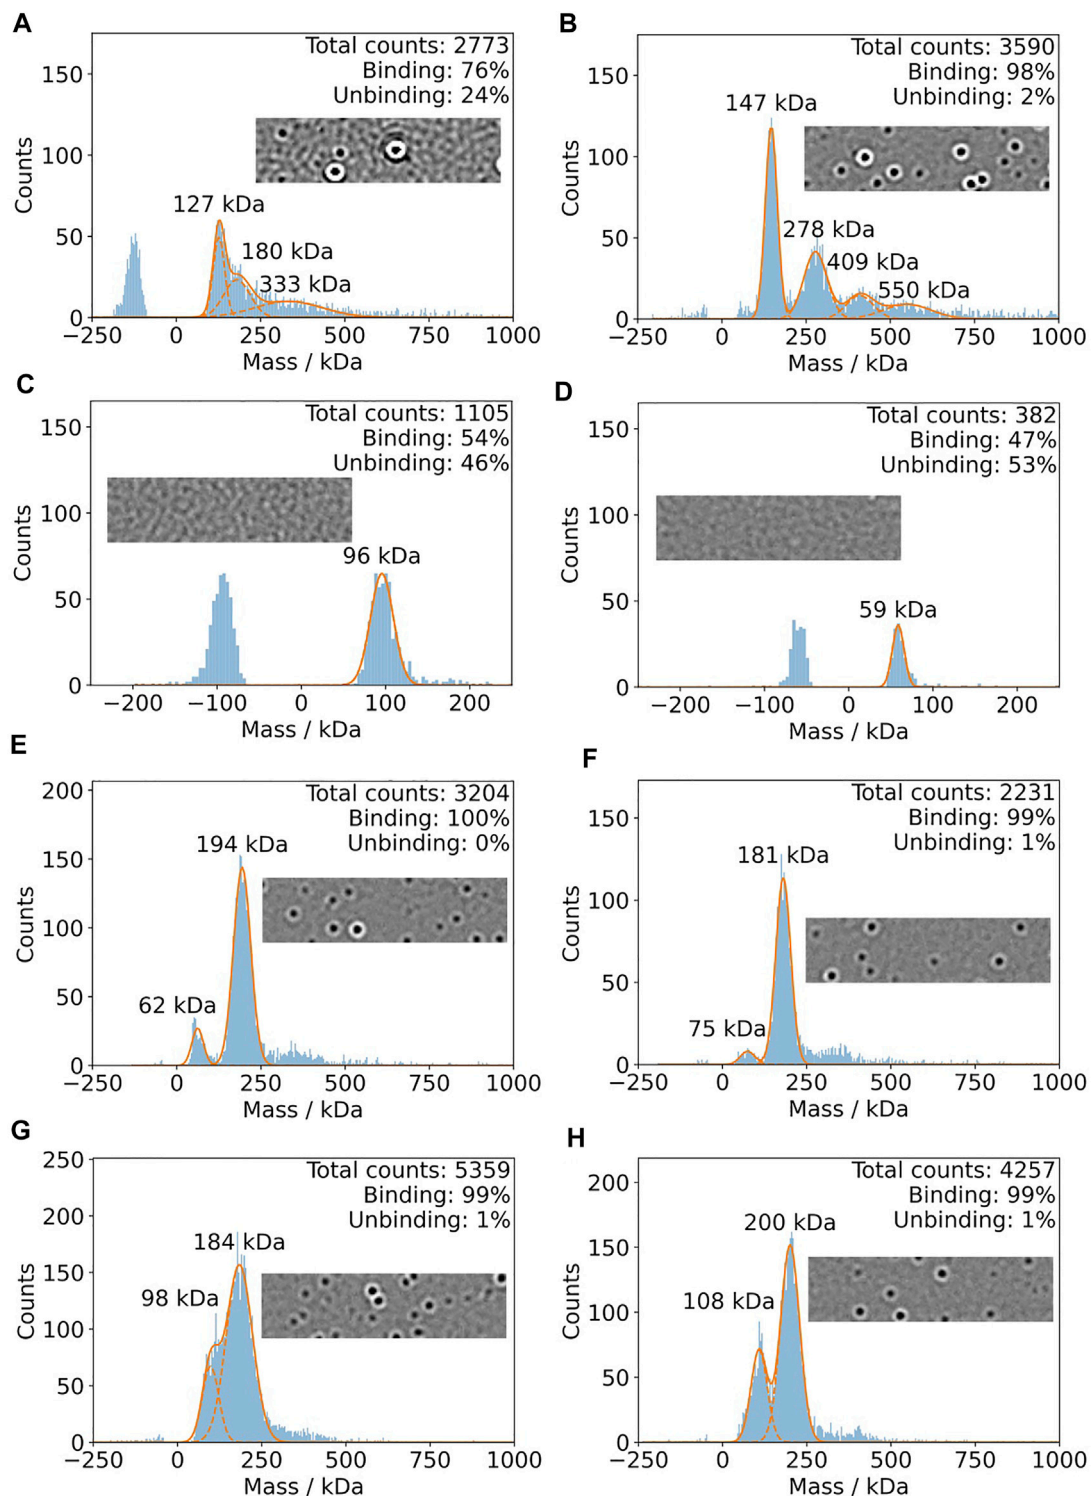 A
Total counts: 2773
Binding: 76%
Unbinding: 24%
127 kDa
180 kDa
333 kDa
Counts
150
100
50
0
−250 0 250 500 750 1000
Mass / kDa
B
Total counts: 3590
Binding: 98%
Unbinding: 2%
147 kDa
278 kDa
409 kDa
550 kDa
Counts
150
100
50
0
−250 0 250 500 750 1000
Mass / kDa
C
Total counts: 1105
Binding: 54%
Unbinding: 46%
96 kDa
Counts
150
100
50
0
−200 −100 0 100 200
Mass / kDa
D
Total counts: 382
Binding: 47%
Unbinding: 53%
59 kDa
Counts
150
100
50
0
−200 −100 0 100 200
Mass / kDa
E
Total counts: 3204
Binding: 100%
Unbinding: 0%
194 kDa
62 kDa
Counts
200
150
100
50
0
−250 0 250 500 750 1000
Mass / kDa
F
Total counts: 2231
Binding: 99%
Unbinding: 1%
181 kDa
75 kDa
Counts
150
100
50
0
−250 0 250 500 750 1000
Mass / kDa
G
Total counts: 5359
Binding: 99%
Unbinding: 1%
184 kDa
98 kDa
Counts
250
200
150
100
50
0
−250 0 250 500 750 1000
Mass / kDa
H
Total counts: 4257
Binding: 99%
Unbinding: 1%
200 kDa
108 kDa
Counts
200
150
100
50
0
−250 0 250 500 750 1000
Mass / kDa